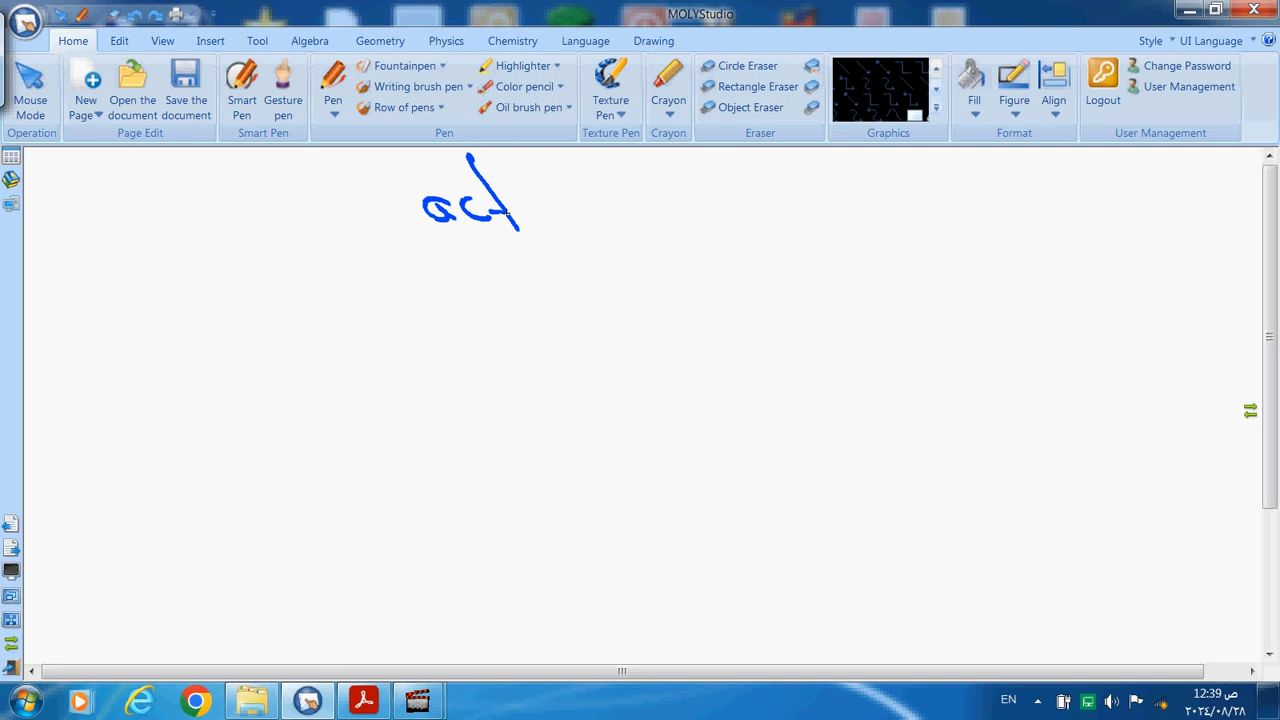 MOLYStudio
Home Edit View Insert Tool Algebra Geometry Physics Chemistry Language Drawing Style UI Language
Fountainpen Highlighter Circle Eraser Change Password
Writing brush pen Color pencil Rectangle Eraser User Management
Row of pens Oil brush pen Object Eraser
Mouse Mode New Page Open the document Save the document Smart Pen Gesture pen Pen Texture Pen Crayon Fill Figure Align Logout
Operation Page Edit Smart Pen Pen Texture Pen Crayon Eraser Graphics Format User Management
EN
12:39 ص
٢٠٢٤/٠٨/٢٨